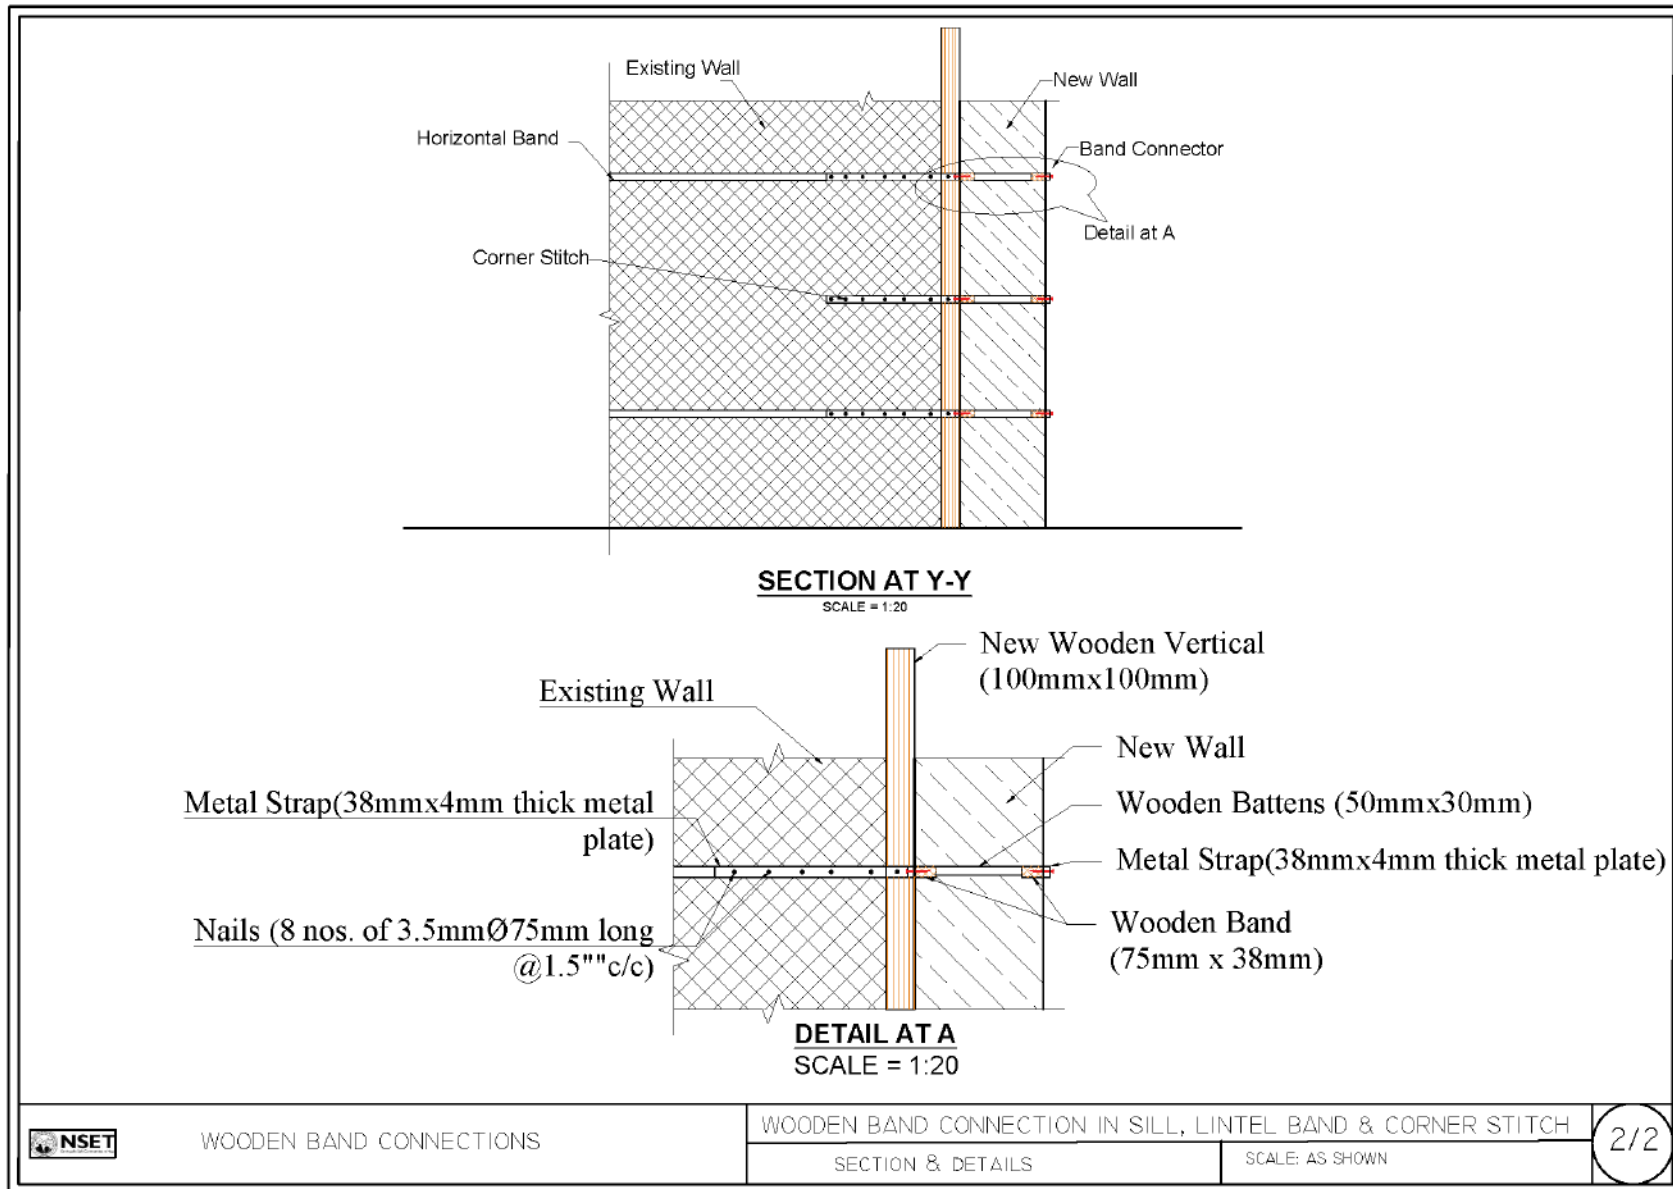 Existing Wall
New Wall
Horizontal Band
Band Connector
Detail at A
Corner Stitch
SECTION AT Y-Y
SCALE = 1:20
New Wooden Vertical
(100mmx100mm)
Existing Wall
New Wall
Metal Strap(38mmx4mm thick metal
plate)
Wooden Battens (50mmx30mm)
Metal Strap(38mmx4mm thick metal plate)
Nails (8 nos. of 3.5mmØ75mm long
@1.5""c/c)
Wooden Band
(75mm x 38mm)
DETAIL AT A
SCALE = 1:20
NSET
WOODEN BAND CONNECTIONS
WOODEN BAND CONNECTION IN SILL, LINTEL BAND & CORNER STITCH
SECTION & DETAILS
SCALE: AS SHOWN
2/2